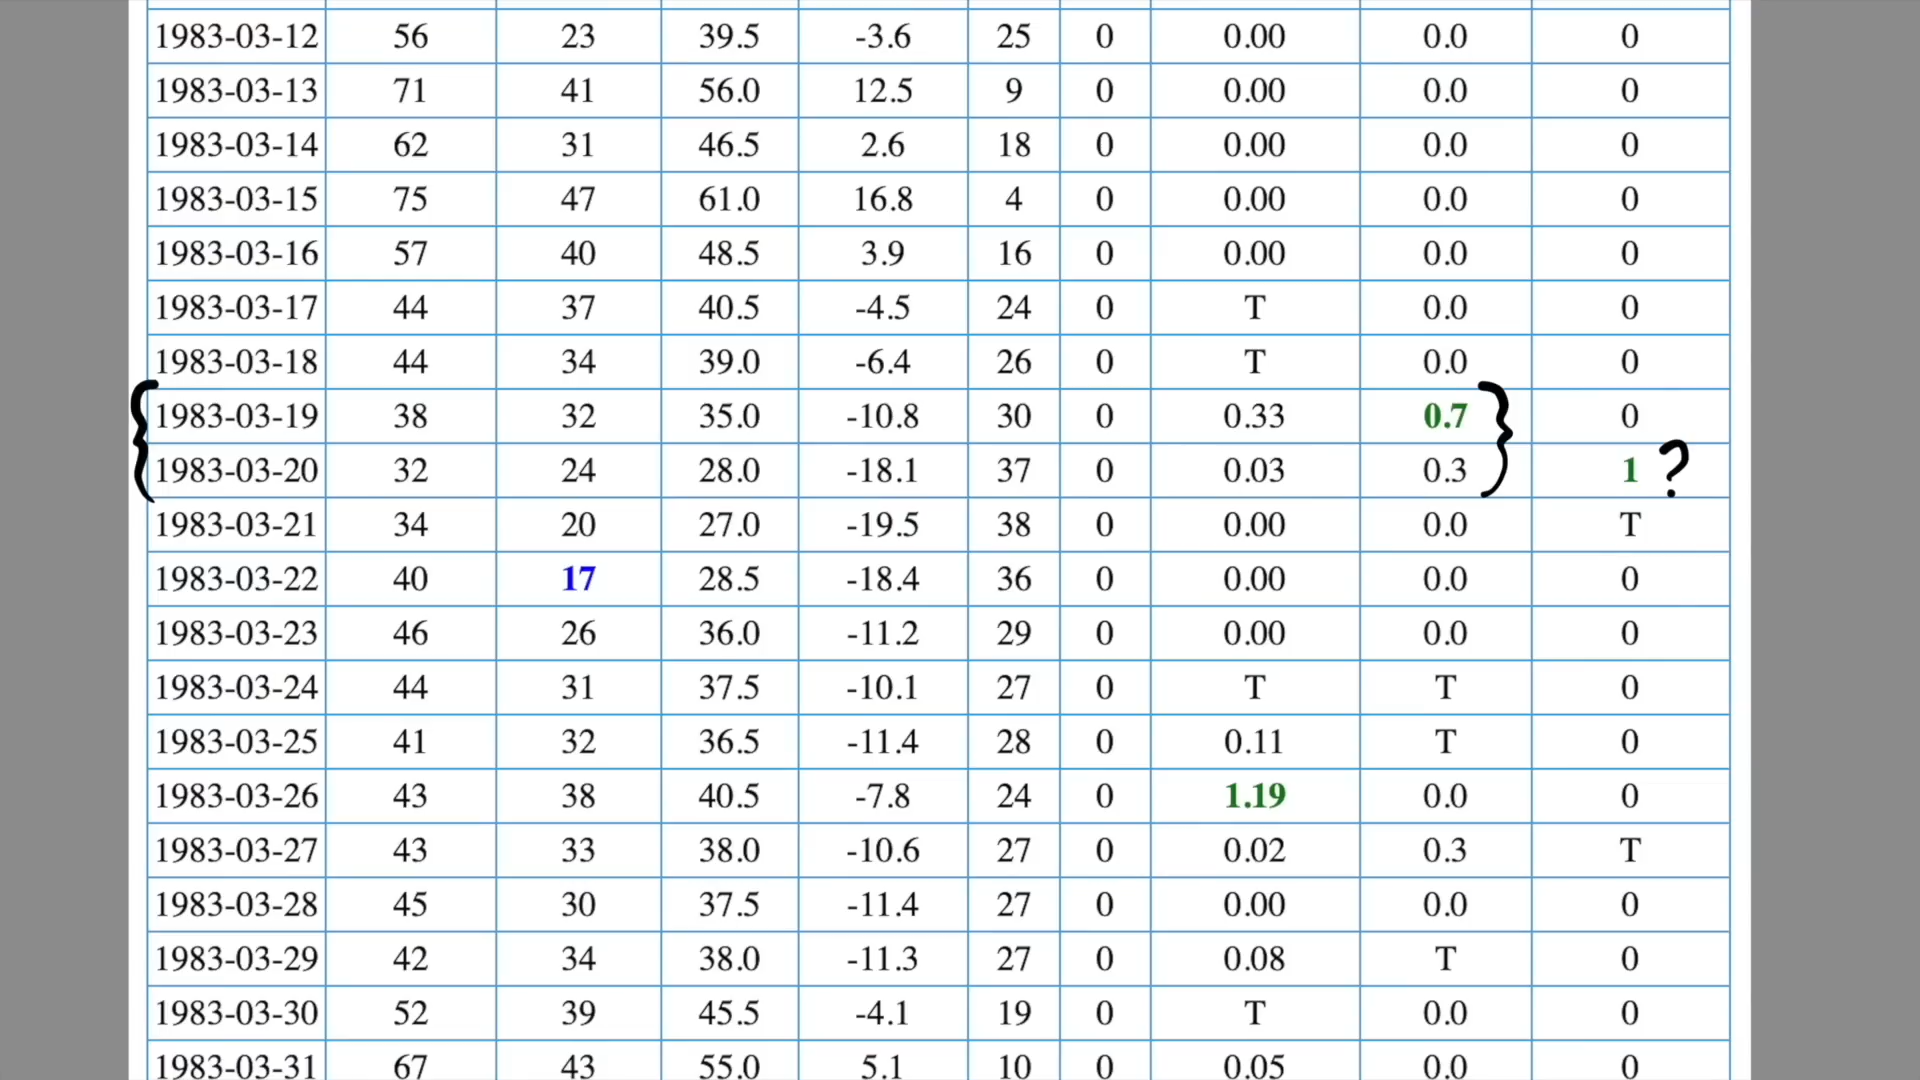 1983-03-12 56 23 39.5 -3.6 25 0 0.00 0.0 0
1983-03-13 71 41 56.0 12.5 9 0 0.00 0.0 0
1983-03-14 62 31 46.5 2.6 18 0 0.00 0.0 0
1983-03-15 75 47 61.0 16.8 4 0 0.00 0.0 0
1983-03-16 57 40 48.5 3.9 16 0 0.00 0.0 0
1983-03-17 44 37 40.5 -4.5 24 0 T 0.0 0
1983-03-18 44 34 39.0 -6.4 26 0 T 0.0 0
{1983-03-19 38 32 35.0 -10.8 30 0 0.33 0.7} 0
1983-03-20 32 24 28.0 -18.1 37 0 0.03 0.3 1 ?
1983-03-21 34 20 27.0 -19.5 38 0 0.00 0.0 T
1983-03-22 40 17 28.5 -18.4 36 0 0.00 0.0 0
1983-03-23 46 26 36.0 -11.2 29 0 0.00 0.0 0
1983-03-24 44 31 37.5 -10.1 27 0 T T 0
1983-03-25 41 32 36.5 -11.4 28 0 0.11 T 0
1983-03-26 43 38 40.5 -7.8 24 0 1.19 0.0 0
1983-03-27 43 33 38.0 -10.6 27 0 0.02 0.3 T
1983-03-28 45 30 37.5 -11.4 27 0 0.00 0.0 0
1983-03-29 42 34 38.0 -11.3 27 0 0.08 T 0
1983-03-30 52 39 45.5 -4.1 19 0 T 0.0 0
1983-03-31 67 43 55.0 5.1 10 0 0.05 0.0 0